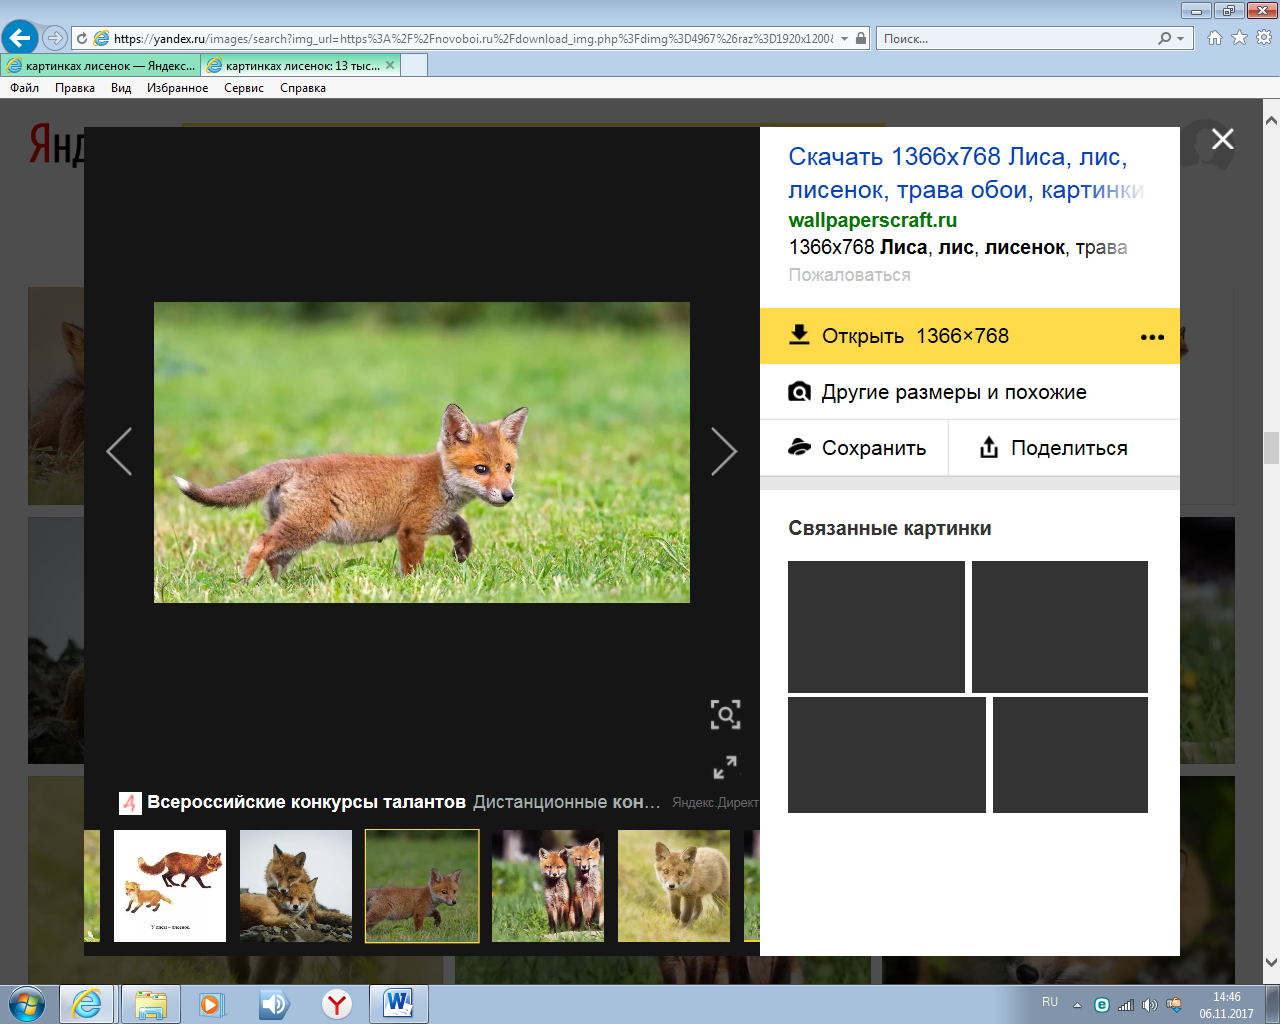 https://yandex.ru/images/search?img_url=https%3A%2F%2Fnovoboi.ru%2Fdownload_img.php%3Fdimg%3D4967%26raz%3D1920x1200&
Поиск...
картинках лисенок — Яндекс...
картинках лисенок: 13 тыс...
Файл Правка Вид Избранное Сервис Справка
Янд
Скачать 1366x768 Лиса, лис,
лисенок, трава обои, картинки
wallpaperscraft.ru
1366x768 Лиса, лис, лисенок, трава
Пожаловаться
Открыть 1366×768
Другие размеры и похожие
Сохранить
Поделиться
Связанные картинки
Всероссийские конкурсы талантов Дистанционные кон... Яндекс.Директ
У лисы – лисенок.
RU
14:46
06.11.2017